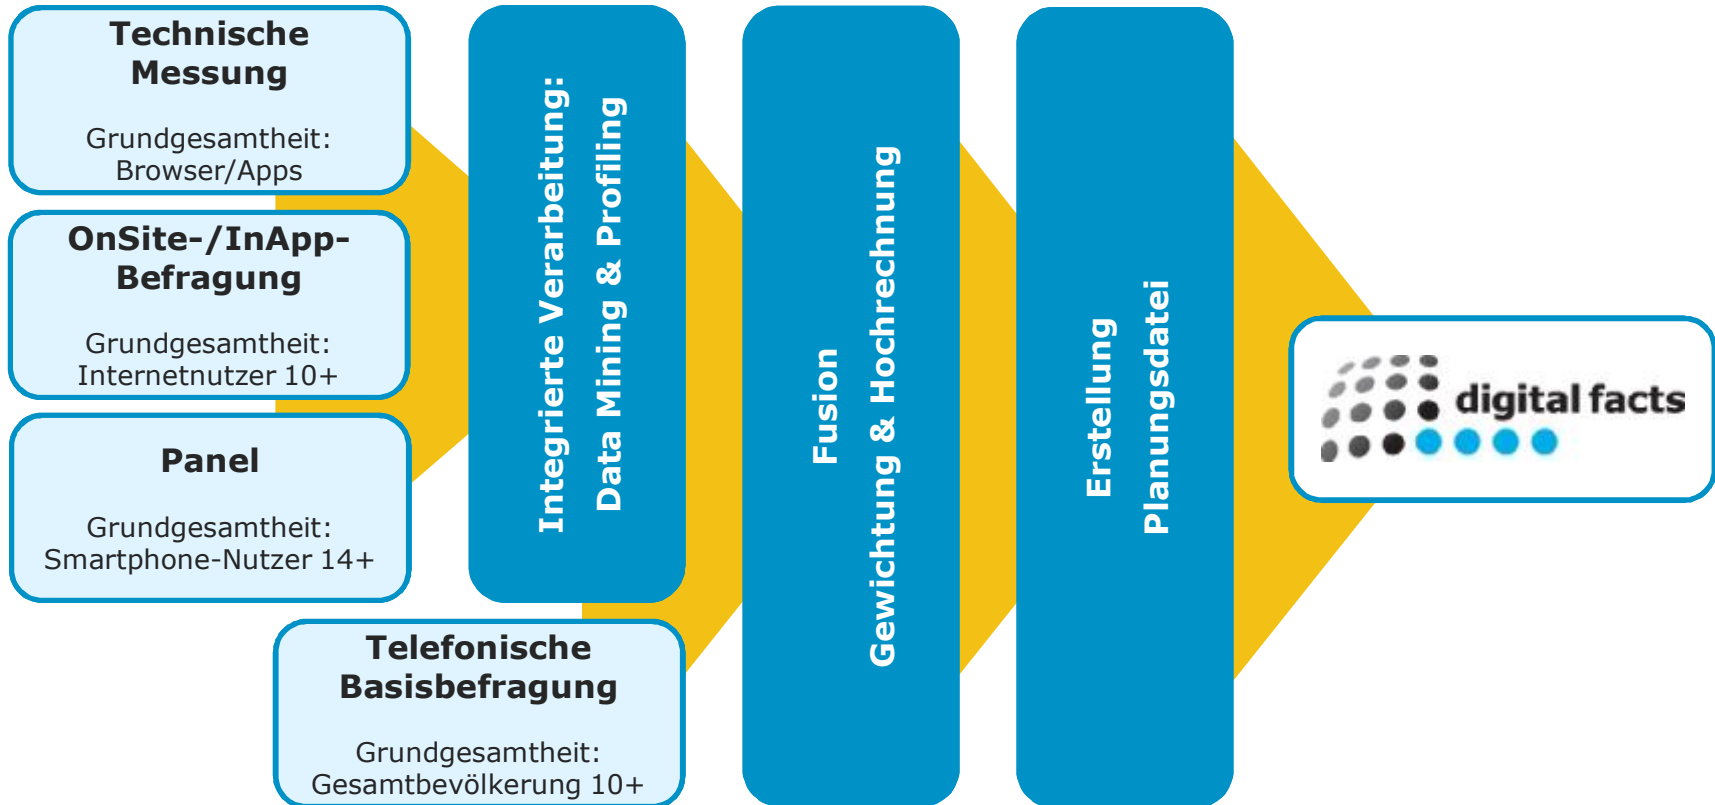 Technische
Messung
Grundgesamtheit:
Browser/Apps
OnSite-/InApp-
Befragung
Grundgesamtheit:
Internetnutzer 10+
Panel
Grundgesamtheit:
Smartphone-Nutzer 14+
Telefonische
Basisbefragung
Grundgesamtheit:
Gesamtbevölkerung 10+
Integrierte Verarbeitung:
Data Mining & Profiling
Fusion
Gewichtung & Hochrechnung
Erstellung
Planungsdatei
digital facts